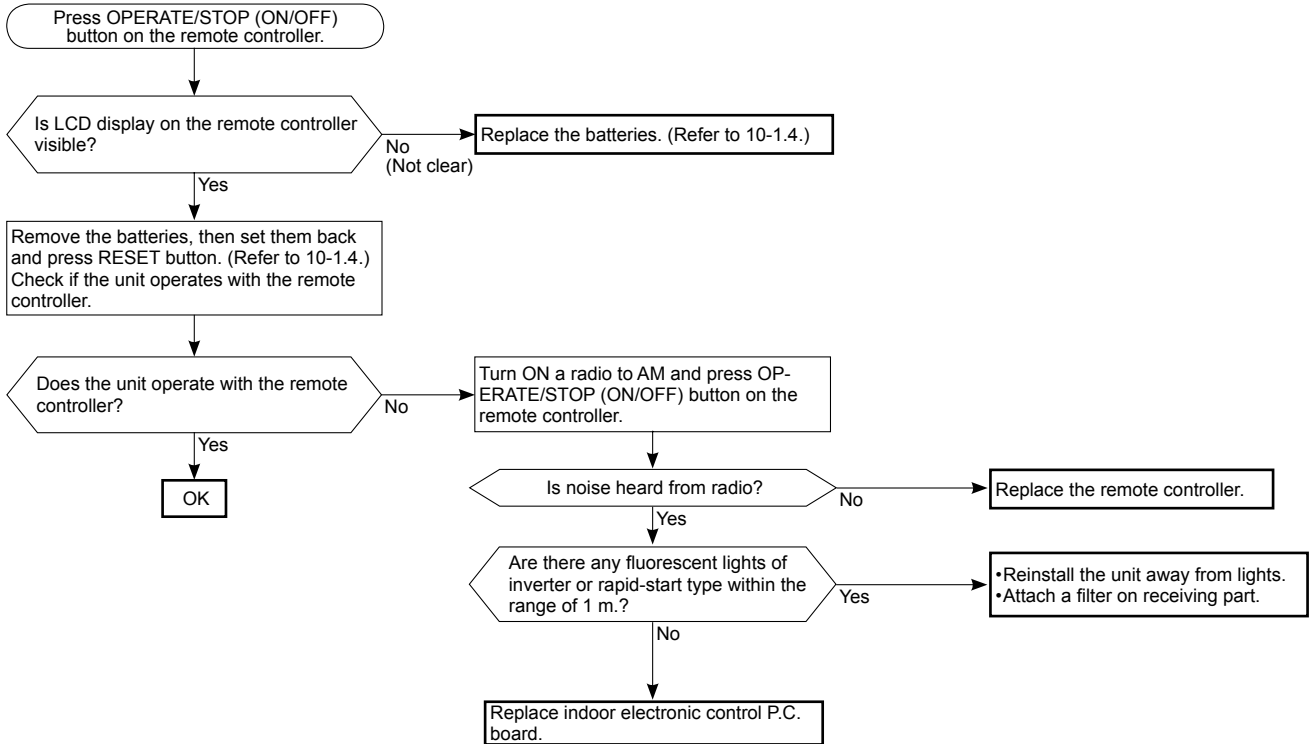 Press OPERATE/STOP (ON/OFF)
button on the remote controller.
Is LCD display on the remote controller
visible?
No
(Not clear)
Replace the batteries. (Refer to 10-1.4.)
Yes
Remove the batteries, then set them back
and press RESET button. (Refer to 10-1.4.)
Check if the unit operates with the remote
controller.
Does the unit operate with the remote
controller?
No
Yes
OK
Turn ON a radio to AM and press OP-
ERATE/STOP (ON/OFF) button on the
remote controller.
Is noise heard from radio?
No
Replace the remote controller.
Yes
Are there any fluorescent lights of
inverter or rapid-start type within the
range of 1 m.?
Yes
•Reinstall the unit away from lights.
•Attach a filter on receiving part.
No
Replace indoor electronic control P.C.
board.